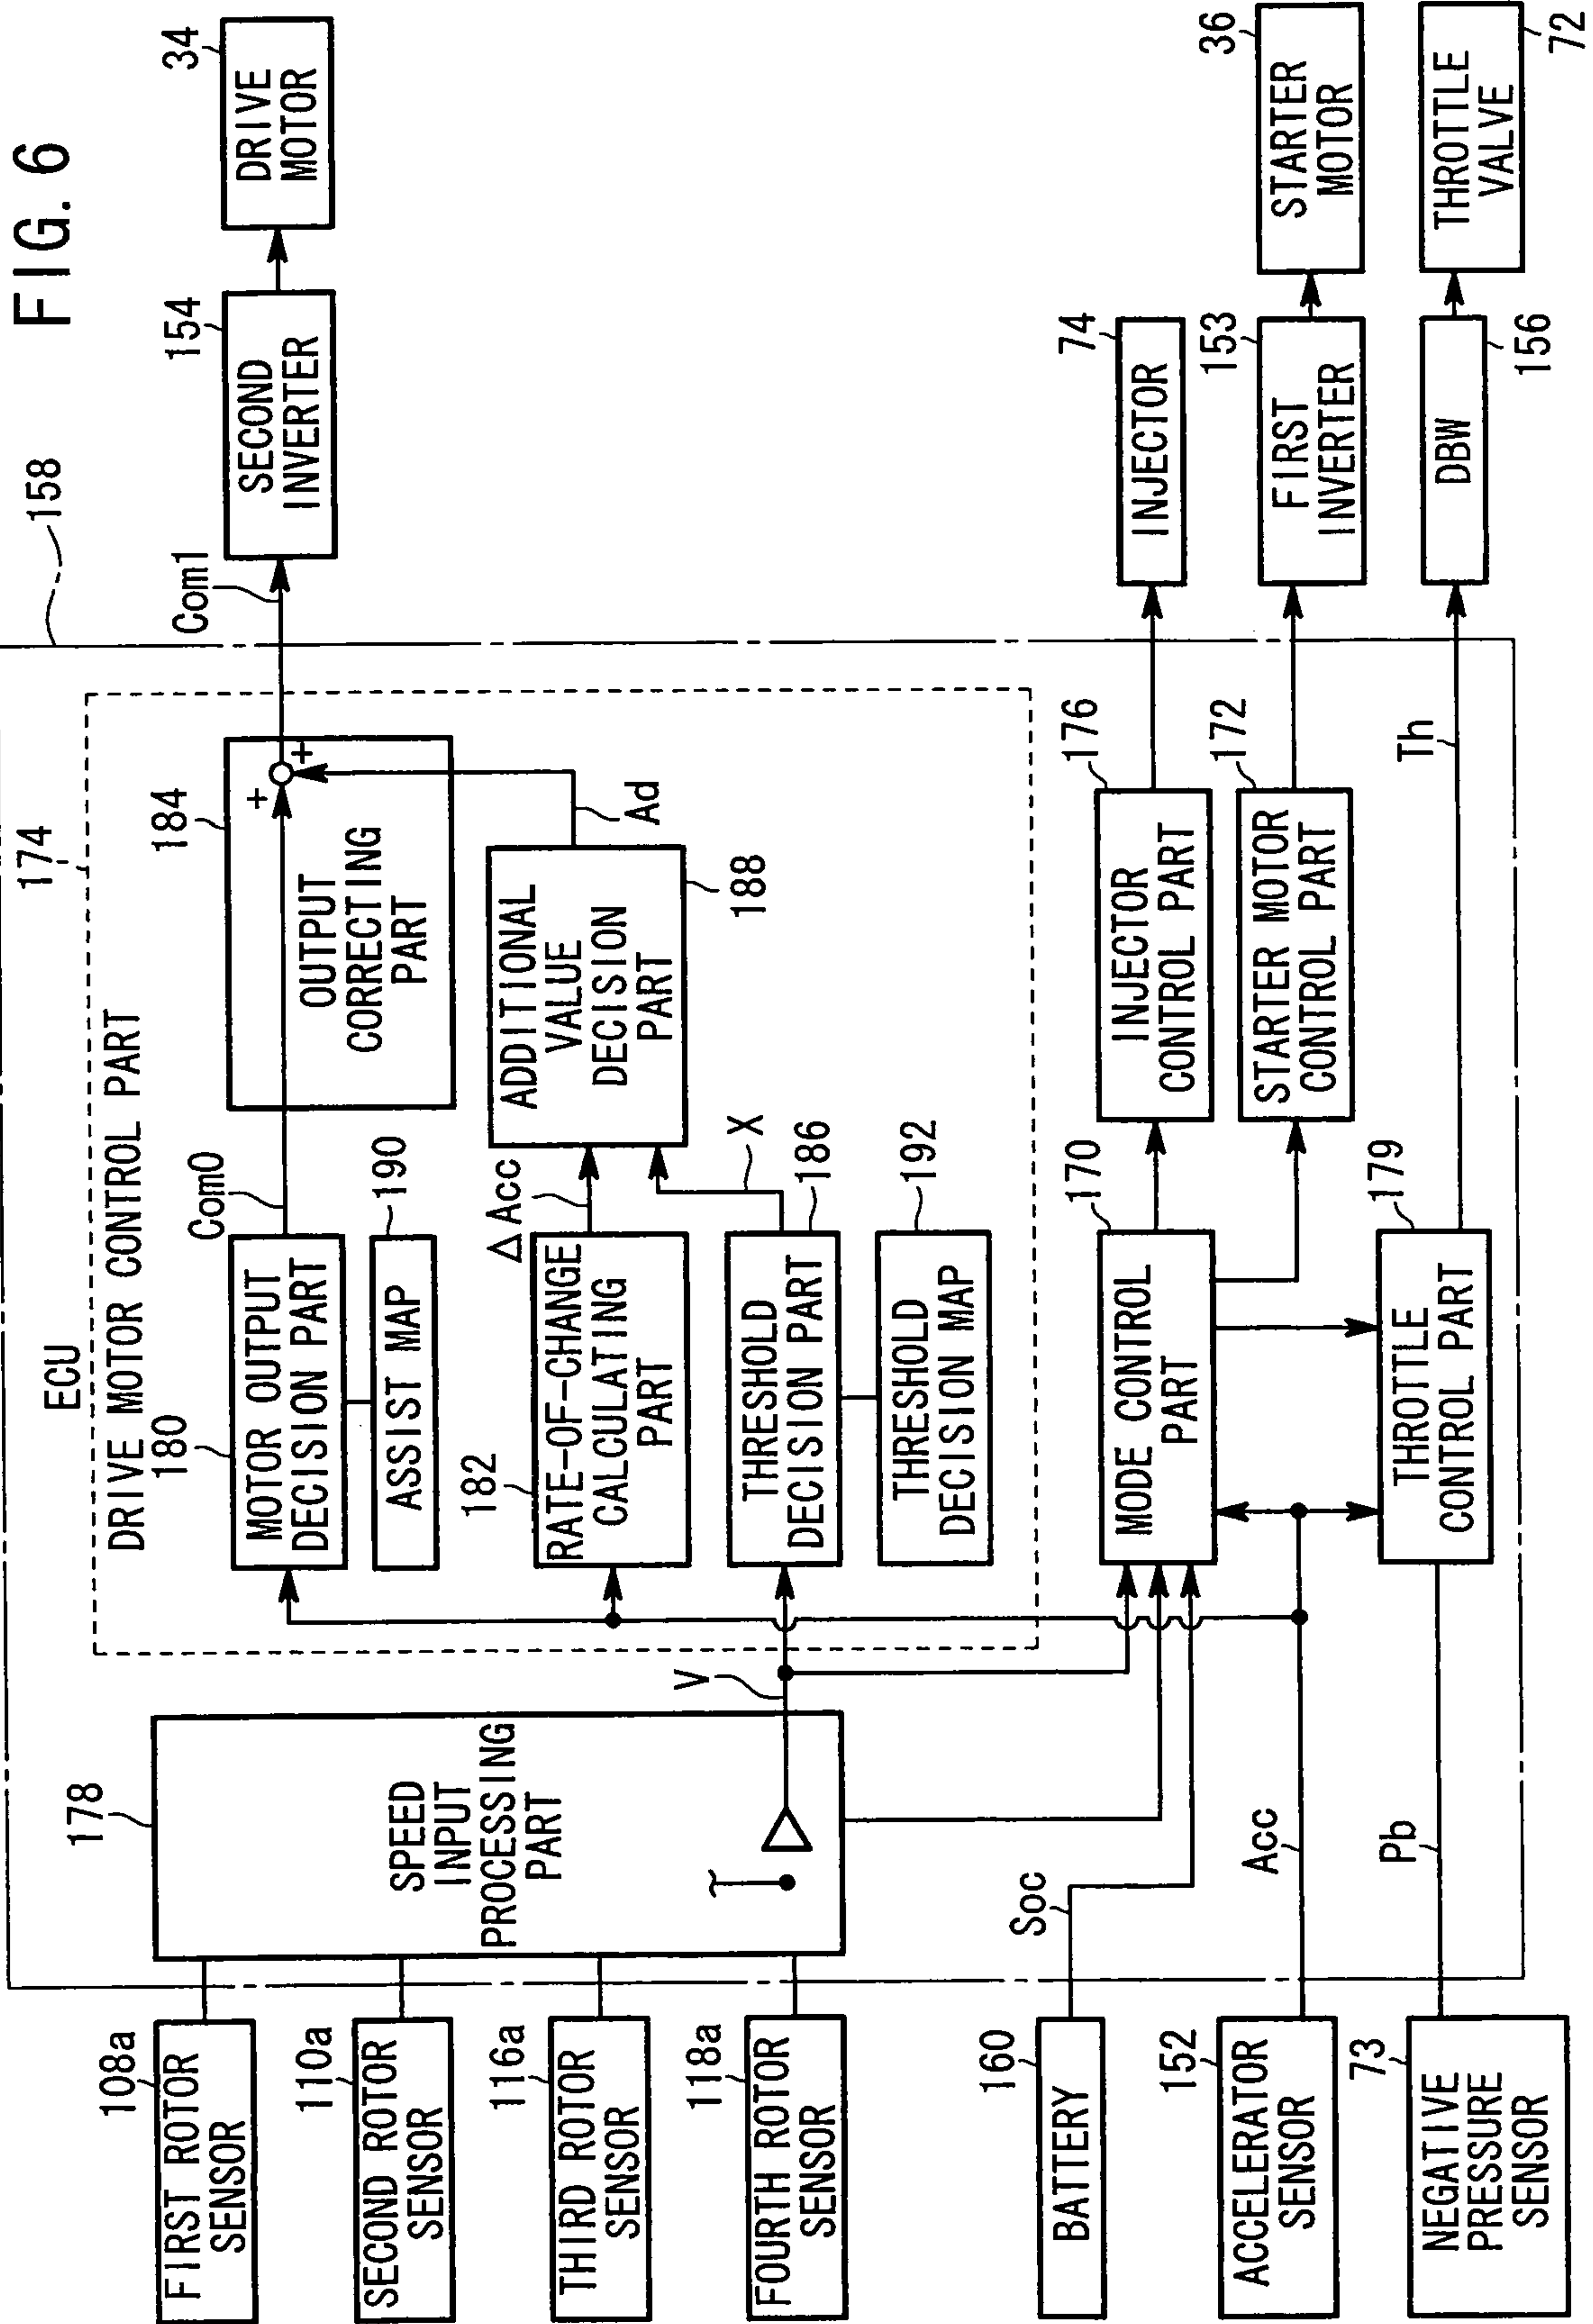 FIG. 6
158
ECU
174
DRIVE MOTOR CONTROL PART
108a
FIRST ROTOR
SENSOR
110a
SECOND ROTOR
SENSOR
116a
THIRD ROTOR
SENSOR
118a
FOURTH ROTOR
SENSOR
160
BATTERY
152
ACCELERATOR
SENSOR
73
NEGATIVE
PRESSURE
SENSOR
178
SPEED
INPUT
PROCESSING
PART
V
Soc
Acc
Pb
180
MOTOR OUTPUT
DECISION PART
190
ASSIST MAP
182
RATE-OF-CHANGE
CALCULATING
PART
186
THRESHOLD
DECISION PART
192
THRESHOLD
DECISION MAP
Com0
ΔAcc
X
184
OUTPUT
CORRECTING
PART
+
+
188
ADDITIONAL
VALUE
DECISION
PART
Ad
Com1
154
SECOND
INVERTER
34
DRIVE
MOTOR
170
MODE CONTROL
PART
179
THROTTLE
CONTROL PART
176
INJECTOR
CONTROL PART
172
STARTER MOTOR
CONTROL PART
Th
74
INJECTOR
153
FIRST
INVERTER
36
STARTER
MOTOR
156
DBW
72
THROTTLE
VALVE